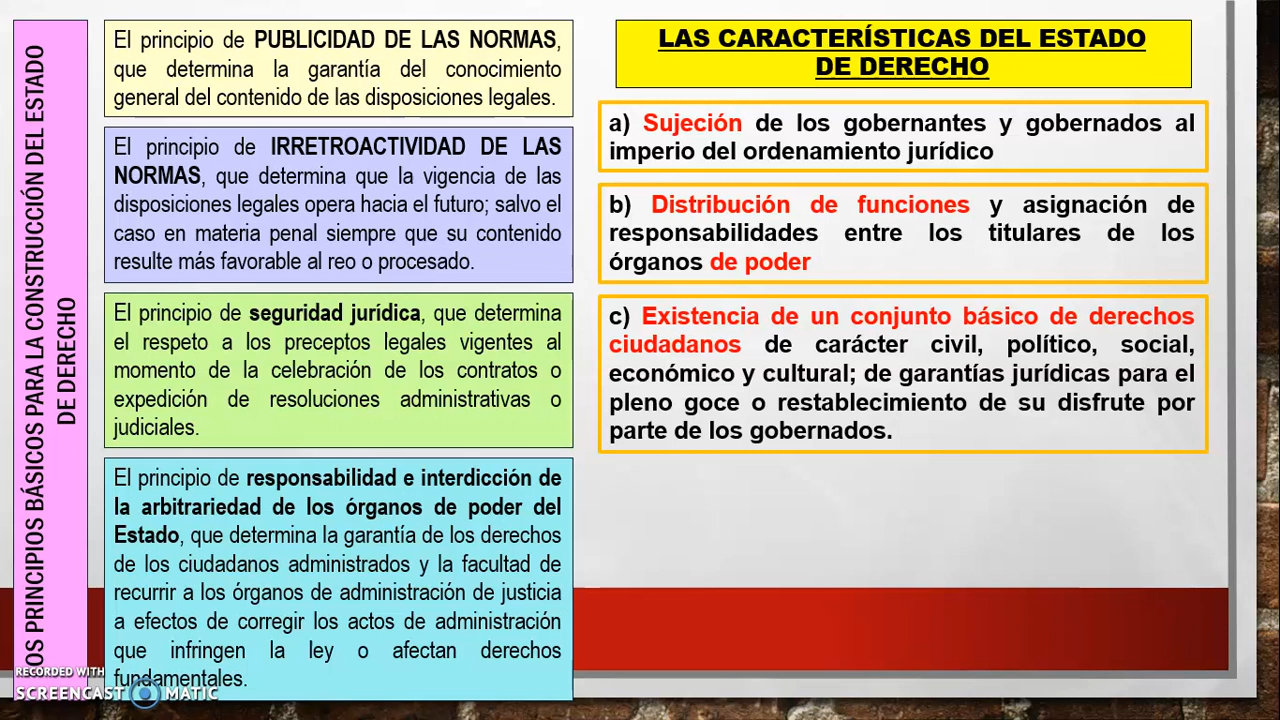 OS PRINCIPIOS BÁSICOS PARA LA CONSTRUCCIÓN DEL ESTADO
DE DERECHO
El principio de PUBLICIDAD DE LAS NORMAS,
que determina la garantía del conocimiento
general del contenido de las disposiciones legales.
El principio de IRRETROACTIVIDAD DE LAS
NORMAS, que determina que la vigencia de las
disposiciones legales opera hacia el futuro; salvo el
caso en materia penal siempre que su contenido
resulte más favorable al reo o procesado.
El principio de seguridad jurídica, que determina
el respeto a los preceptos legales vigentes al
momento de la celebración de los contratos o
expedición de resoluciones administrativas o
judiciales.
El principio de responsabilidad e interdicción de
la arbitrariedad de los órganos de poder del
Estado, que determina la garantía de los derechos
de los ciudadanos administrados y la facultad de
recurrir a los órganos de administración de justicia
a efectos de corregir los actos de administración
que infringen la ley o afectan derechos
fundamentales.
LAS CARACTERÍSTICAS DEL ESTADO
DE DERECHO
a) Sujeción de los gobernantes y gobernados al
imperio del ordenamiento jurídico
b) Distribución de funciones y asignación de
responsabilidades entre los titulares de los
órganos de poder
c) Existencia de un conjunto básico de derechos
ciudadanos de carácter civil, político, social,
económico y cultural; de garantías jurídicas para el
pleno goce o restablecimiento de su disfrute por
parte de los gobernados.
RECORDED WITH
SCREENCAST MATIC